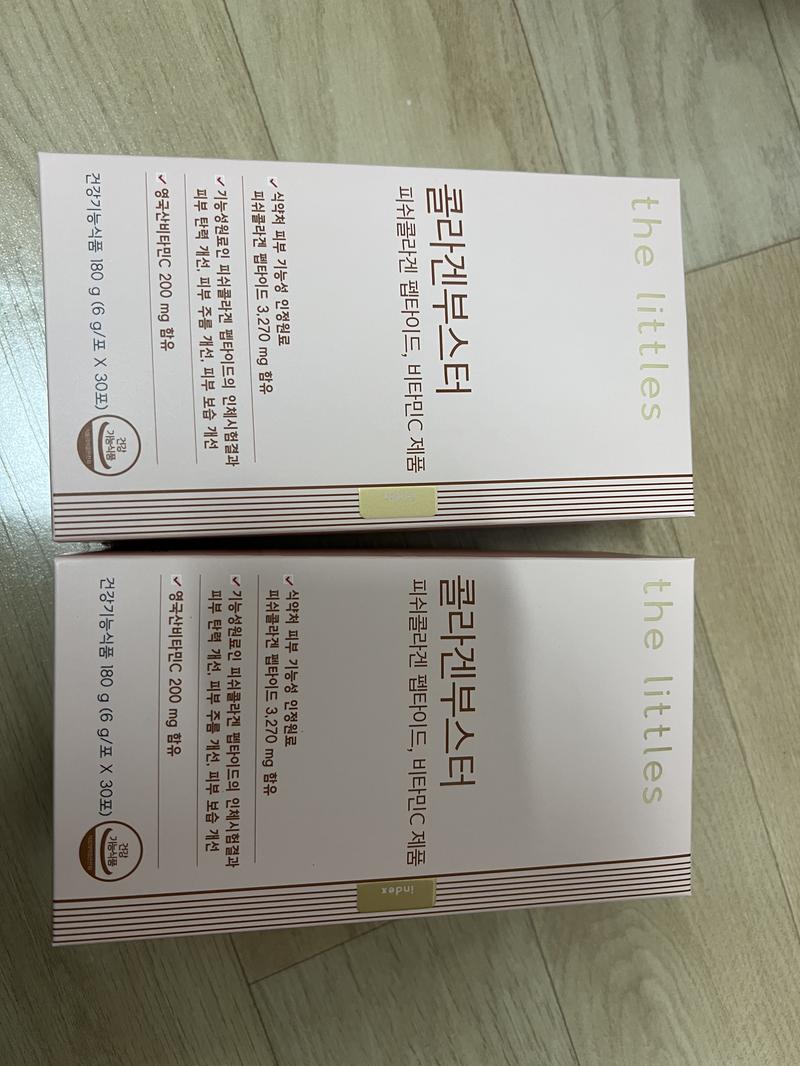 the littles
콜라겐부스터
피쉬콜라겐 펩타이드, 비타민C 제품
✓ 식약처 피부 기능성 인정원료
피쉬콜라겐 펩타이드 3,270 mg 함유
✓ 기능성원료인 피쉬콜라겐 펩타이드의 인체시험결과
피부 탄력 개선, 피부 주름 개선, 피부 보습 개선
✓ 영국산비타민C 200 mg 함유
건강기능식품 180 g (6 g/포 X 30포)
건강
기능식품
the littles
콜라겐부스터
피쉬콜라겐 펩타이드, 비타민C 제품
✓ 식약처 피부 기능성 인정원료
피쉬콜라겐 펩타이드 3,270 mg 함유
✓ 기능성원료인 피쉬콜라겐 펩타이드의 인체시험결과
피부 탄력 개선, 피부 주름 개선, 피부 보습 개선
✓ 영국산비타민C 200 mg 함유
건강기능식품 180 g (6 g/포 X 30포)
건강
기능식품
index